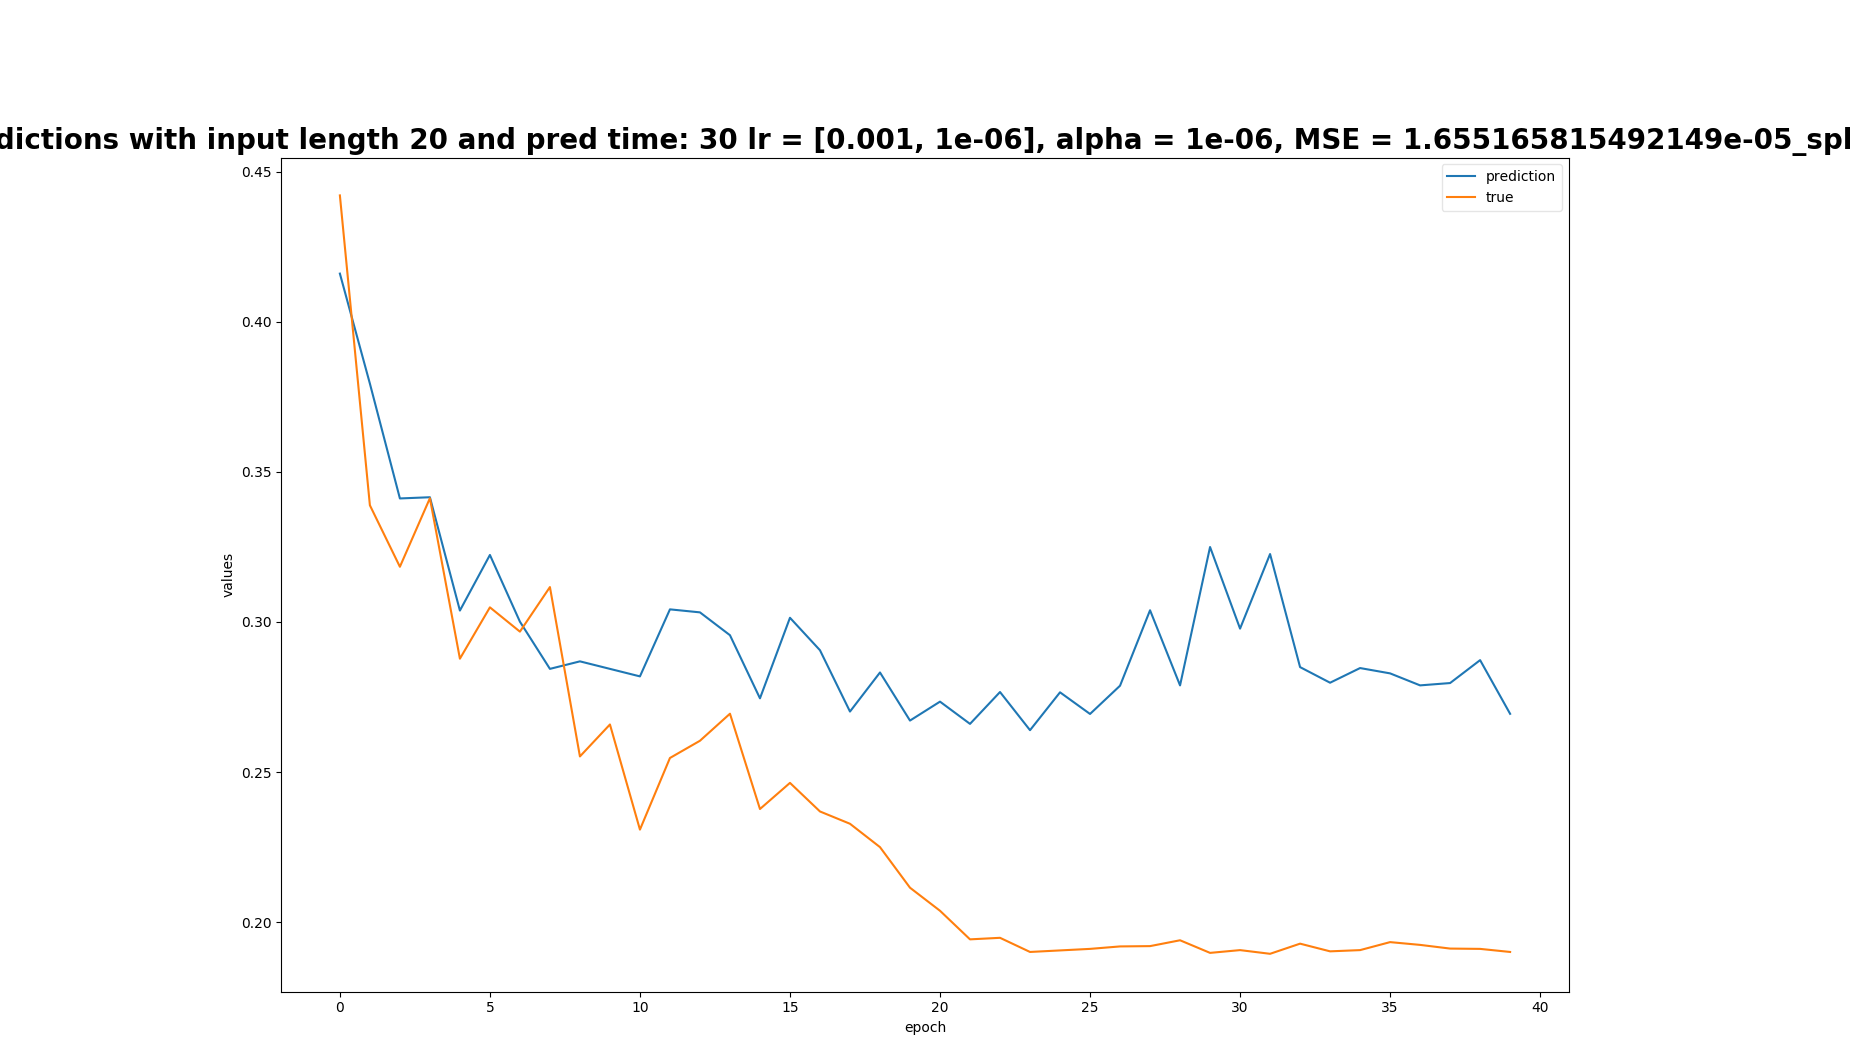 dictions with input length 20 and pred time: 30 lr = [0.001, 1e-06], alpha = 1e-06, MSE = 1.655165815492149e-05_spl
prediction
true
0.45
0.40
0.35
0.30
0.25
0.20
values
0 5 10 15 20 25 30 35 40
epoch